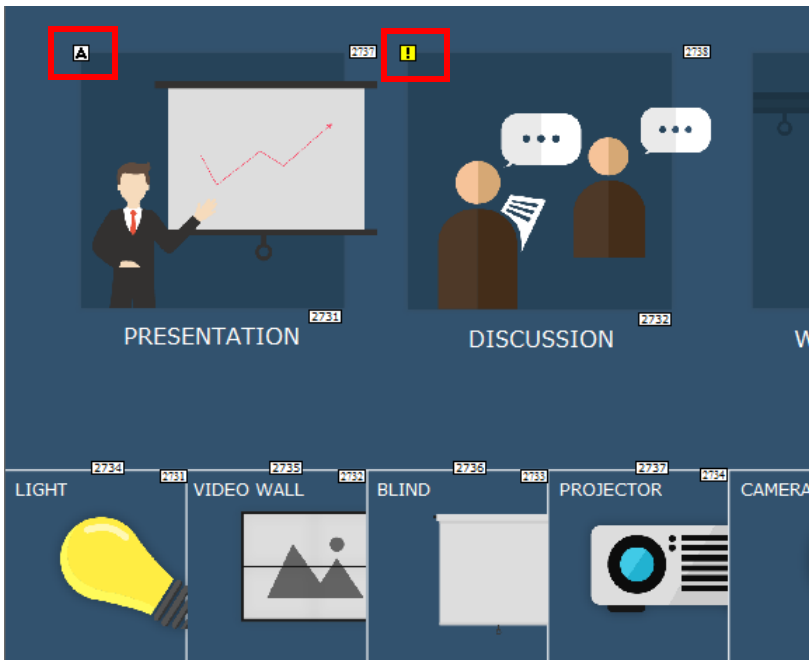 A
2737
!
2738
2731
2732
PRESENTATION
DISCUSSION
W
2734
2731
2735
2732
2736
2733
2737
2734
LIGHT
VIDEO WALL
BLIND
PROJECTOR
CAMERA